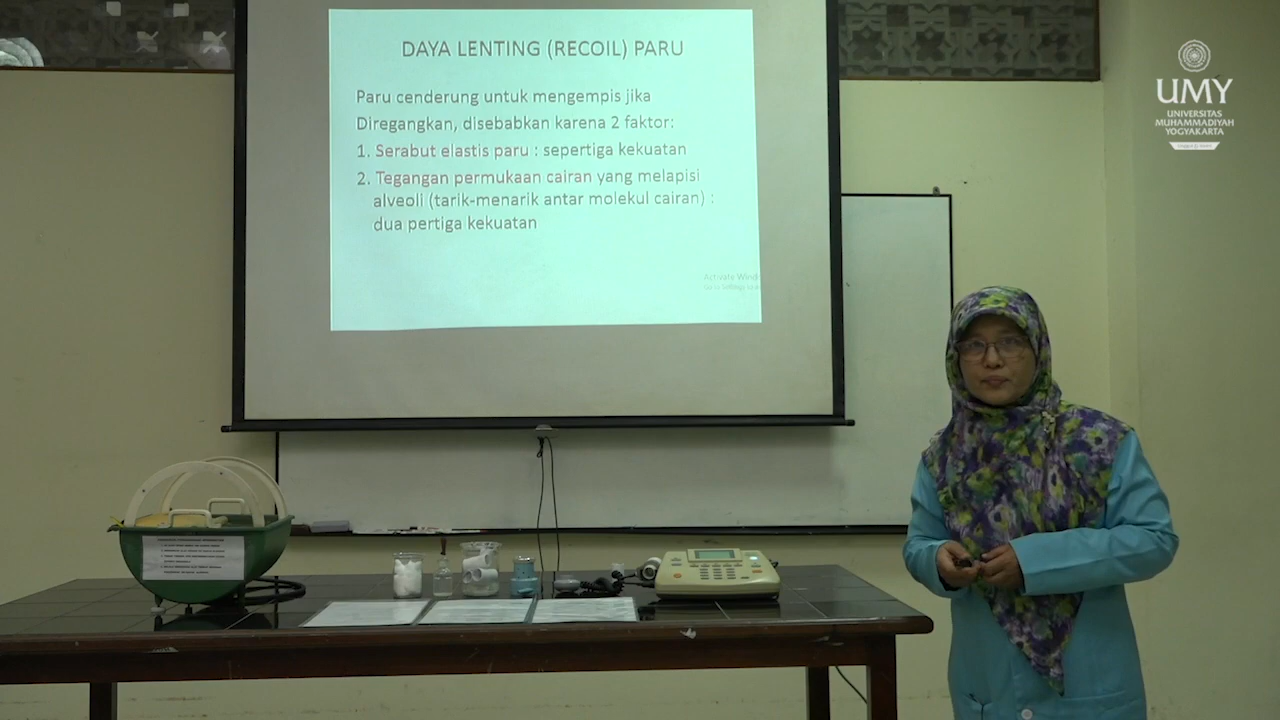 DAYA LENTING (RECOIL) PARU
Paru cenderung untuk mengempis jika
Diregangkan, disebabkan karena 2 faktor:
1. Serabut elastis paru : sepertiga kekuatan
2. Tegangan permukaan cairan yang melapisi
alveoli (tarik-menarik antar molekul cairan) :
dua pertiga kekuatan
Activate Wind
UMY
UNIVERSITAS
MUHAMMADIYAH
YOGYAKARTA